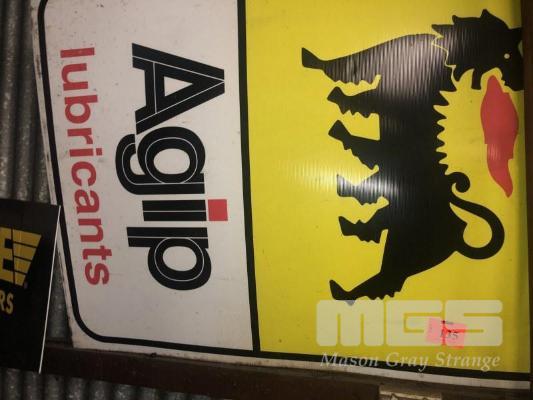 Agip
lubricants
MGS
Mason Gray Strange